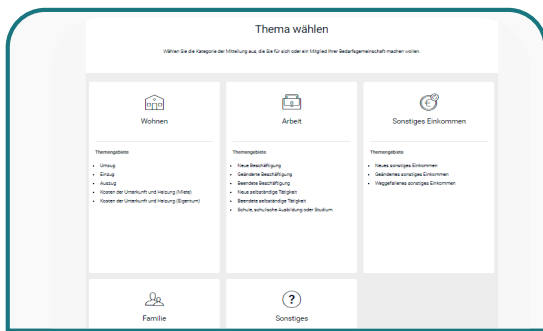 Thema wählen
Wählen Sie die Kategorie der Mitteilung aus, die Sie für sich oder ein Mitglied Ihrer Bedarfsgemeinschaft machen wollen.
Wohnen
Themengebiete
Umzug
Einzug
Auszug
Kosten der Unterkunft und Heizung (Miete)
Kosten der Unterkunft und Heizung (Eigentum)
Arbeit
Themengebiete
Neue Beschäftigung
Geänderte Beschäftigung
Beendete Beschäftigung
Neue selbständige Tätigkeit
Beendete selbständige Tätigkeit
Schule, schulische Ausbildung oder Studium
Sonstiges Einkommen
Themengebiete
Neues sonstiges Einkommen
Geändertes sonstiges Einkommen
Weggefallenes sonstiges Einkommen
Familie
Sonstiges